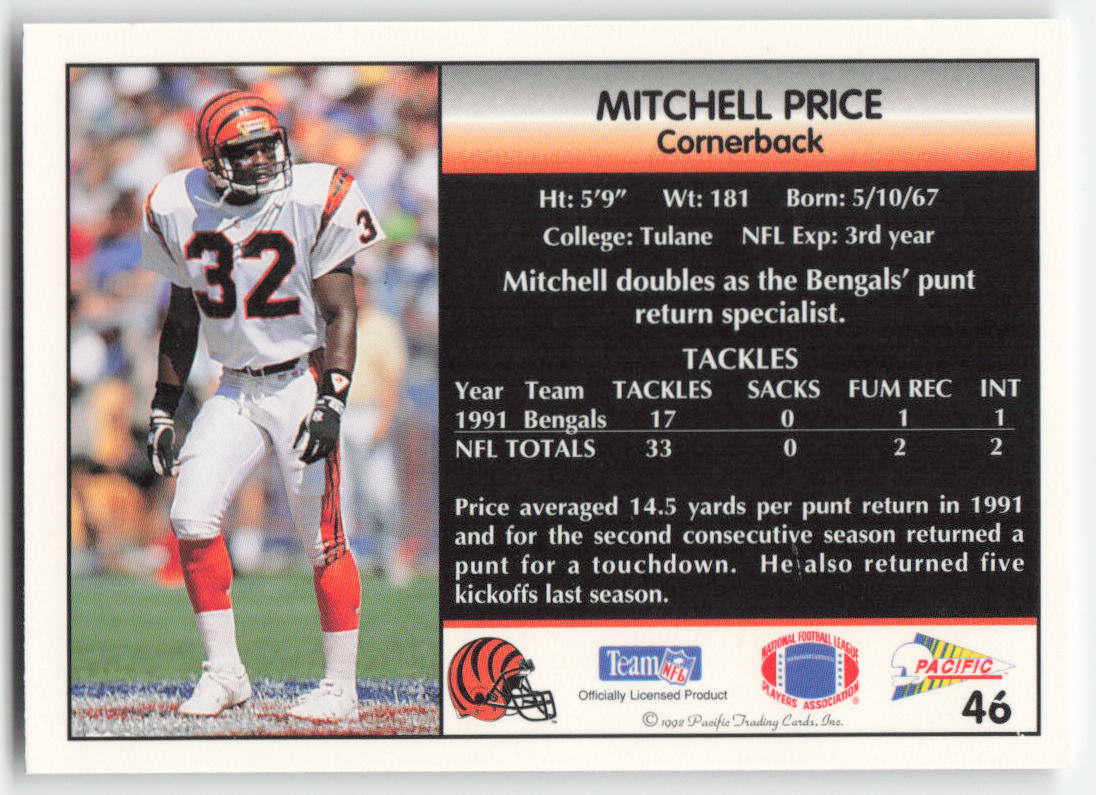 MITCHELL PRICE
Cornerback
Ht: 5'9" Wt: 181 Born: 5/10/67
College: Tulane NFL Exp: 3rd year
Mitchell doubles as the Bengals' punt
return specialist.
TACKLES
Year Team TACKLES SACKS FUM REC INT
1991 Bengals 17 0 1 1
NFL TOTALS 33 0 2 2
Price averaged 14.5 yards per punt return in 1991
and for the second consecutive season returned a
punt for a touchdown. He also returned five
kickoffs last season.
32
3
Team NFL
Officially Licensed Product
NATIONAL FOOTBALL LEAGUE
PLAYERS ASSOCIATION®
PACIFIC
© 1992 Pacific Trading Cards, Inc.
46